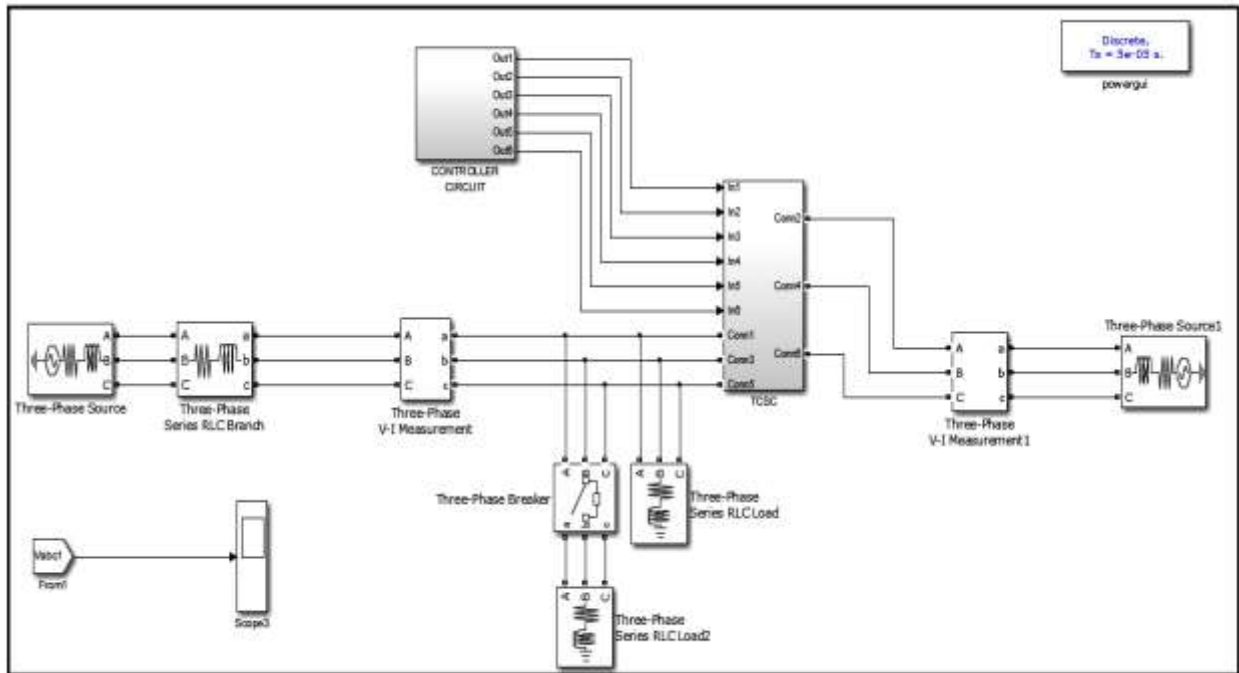 Discrete,
powergui
Out1
Out2
Out3
Out4
Out5
Out6
CONTROLLER
CIRCUIT
In1
In2
In3
In4
In5
In6
Conn1
Conn3
Conn5
Conn2
Conn4
Conn6
TCSC
A
B
C
Three-Phase Source
A
B
C
a
b
c
Three-Phase
Series RLC Branch
A
B
C
a
b
c
Three-Phase
V-I Measurement
A
B
C
a
b
c
Three-Phase
V-I Measurement1
Three-Phase Source1
A
B
C
A
B
C
a
b
c
Three-Phase Breaker
A
B
C
Three-Phase
Series RLC Load
A
B
C
Three-Phase
Series RLC Load2
From1
Scope3